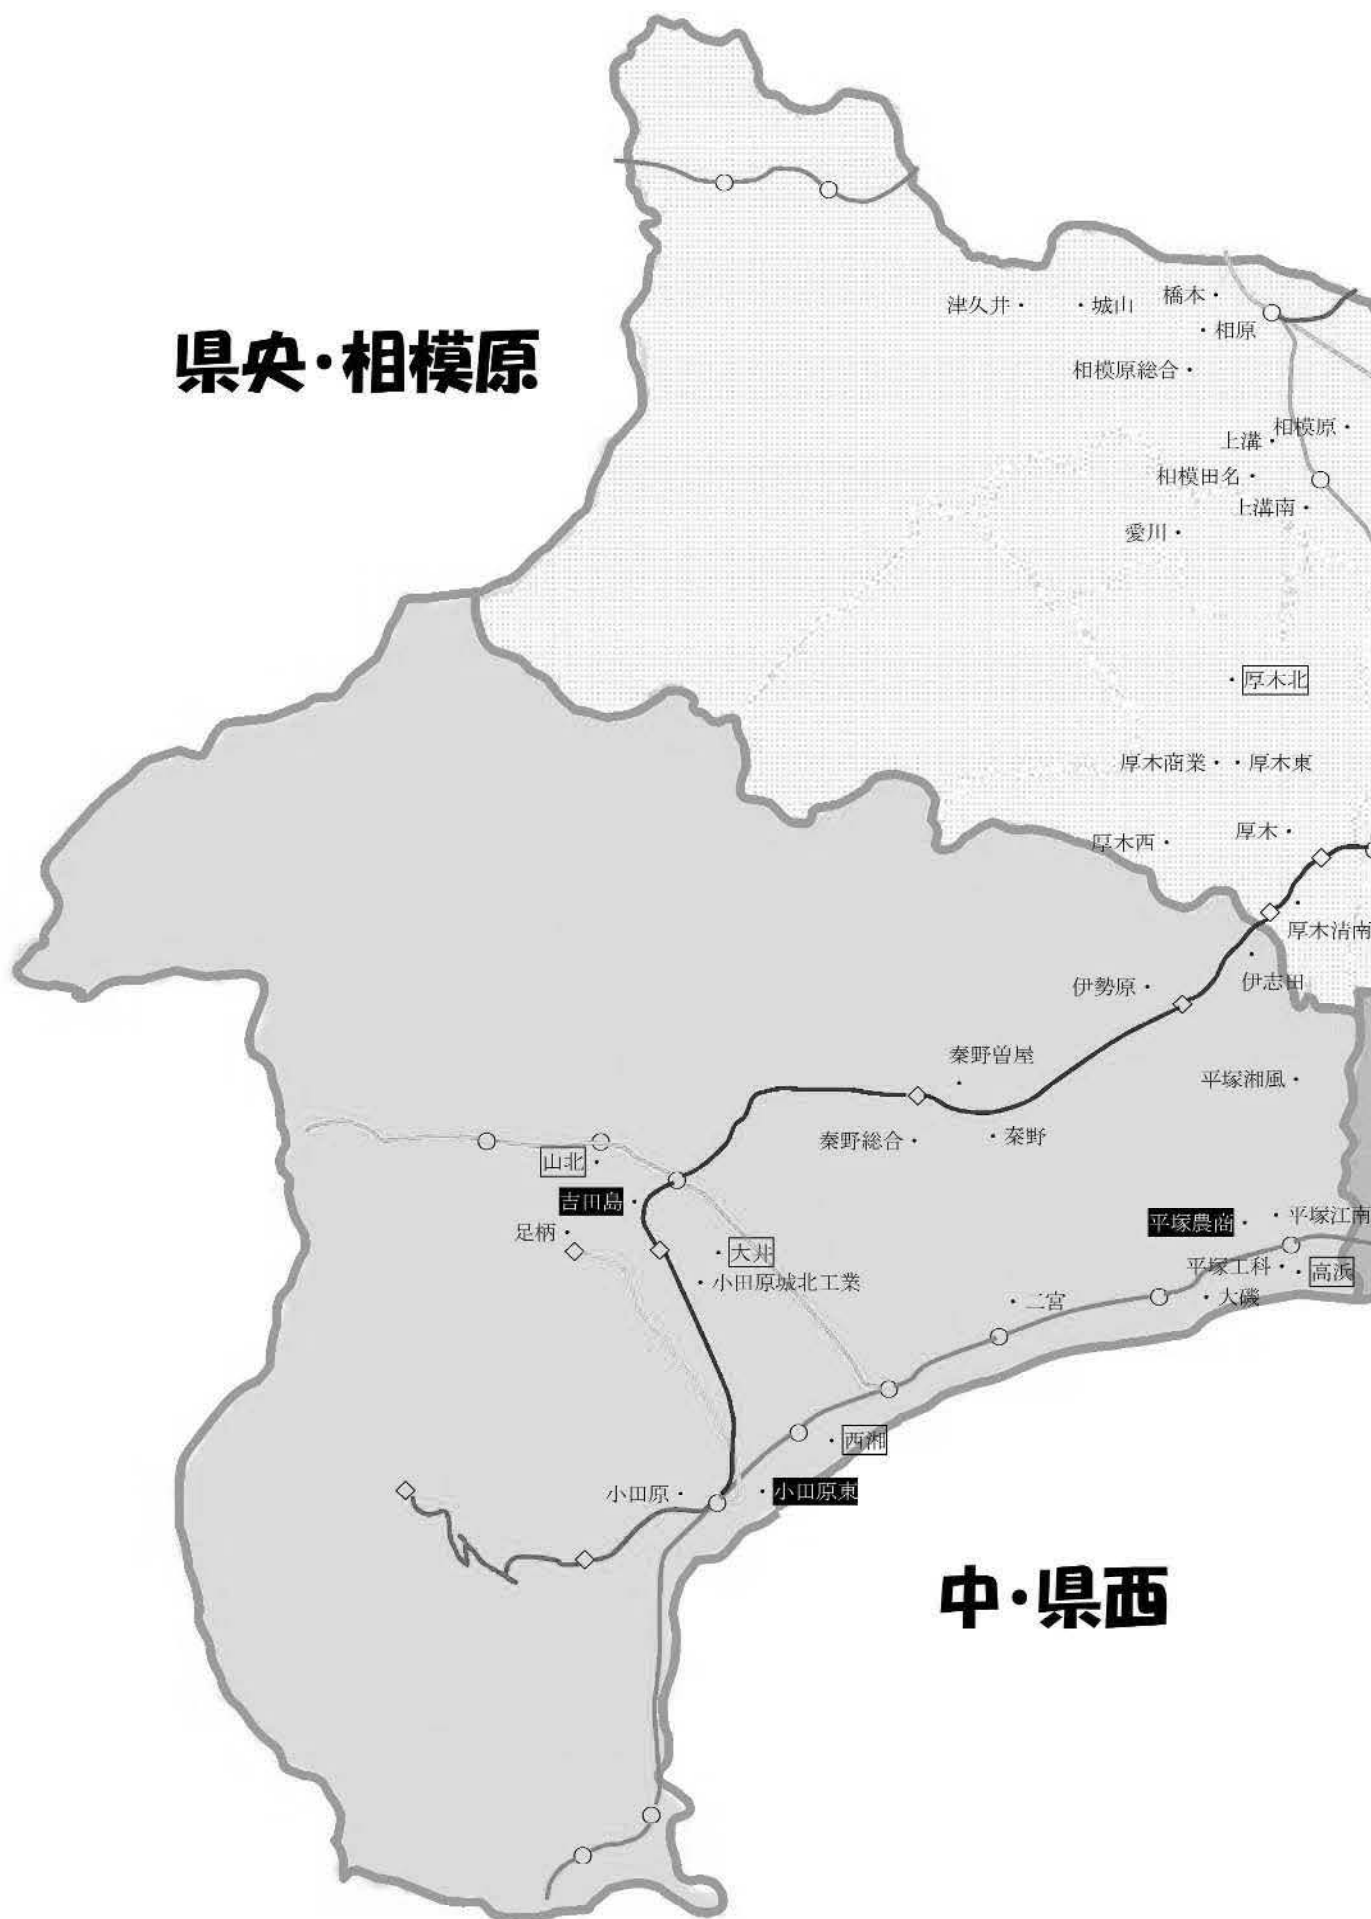 県央・相模原
津久井・
・城山
橋本・
・相原
相模原総合・
相模原・
上溝・
相模田名・
上溝南・
愛川・
・厚木北
厚木商業・
・厚木東
厚木・
厚木西・
厚木清南
伊志田
伊勢原・
秦野曽屋
平塚湘風・
秦野総合・
・秦野
山北
吉田島
足柄
・大井
・小田原城北工業
平塚農商・
・平塚江南
平塚工科・
・高浜
・大磯
・二宮
・西湘
小田原・
・小田原東
中・県西